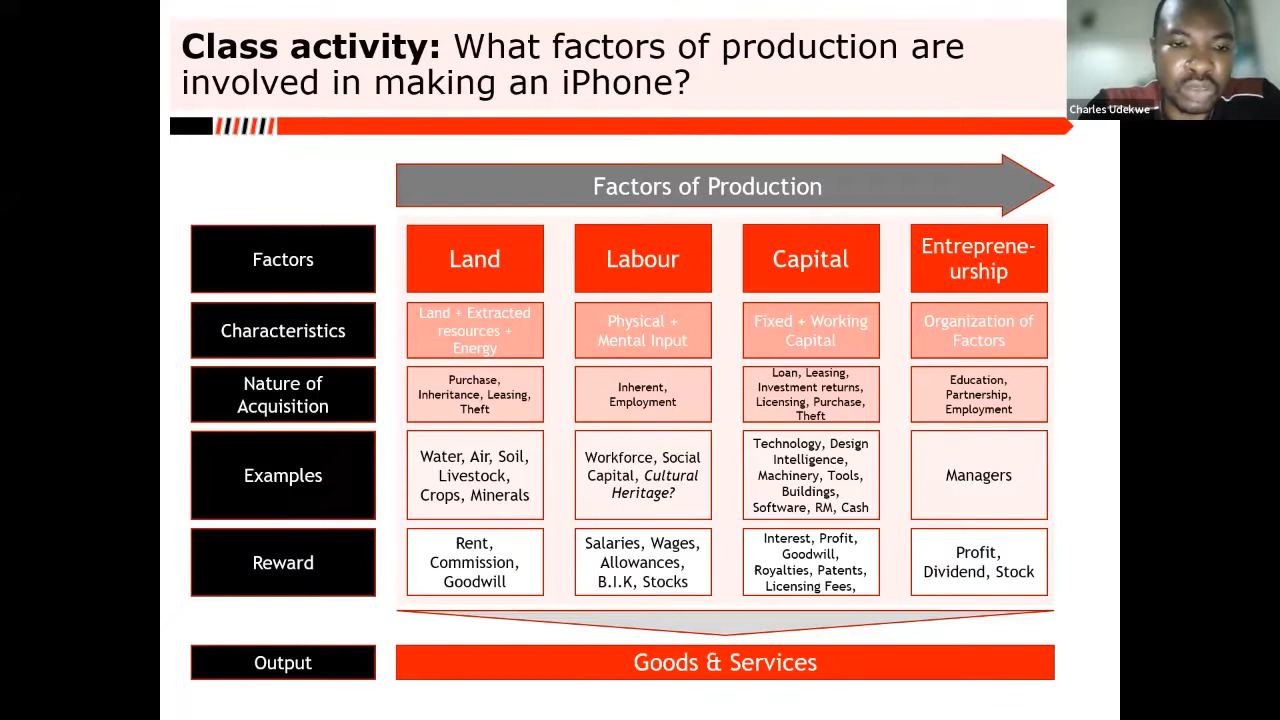 Class activity: What factors of production are
involved in making an iPhone?
Charles Udekwe
Factors of Production
Factors
Land
Labour
Capital
Entreprene-
urship
Characteristics
Land + Extracted
resources +
Energy
Physical +
Mental Input
Fixed + Working
Capital
Organization of
Factors
Nature of
Acquisition
Purchase,
Inheritance, Leasing,
Theft
Inherent,
Employment
Loan, Leasing,
Investment returns,
Licensing, Purchase,
Theft
Education,
Partnership,
Employment
Examples
Water, Air, Soil,
Livestock,
Crops, Minerals
Workforce, Social
Capital, Cultural
Heritage?
Technology, Design
Intelligence,
Machinery, Tools,
Buildings,
Software, RM, Cash
Managers
Reward
Rent,
Commission,
Goodwill
Salaries, Wages,
Allowances,
B.I.K, Stocks
Interest, Profit,
Goodwill,
Royalties, Patents,
Licensing Fees,
Profit,
Dividend, Stock
Output
Goods & Services